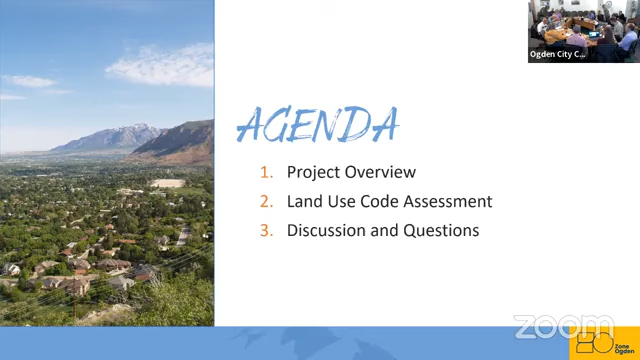 Ogden City C...
AGENDA
1. Project Overview
2. Land Use Code Assessment
3. Discussion and Questions
zoom
Zone
Ogden